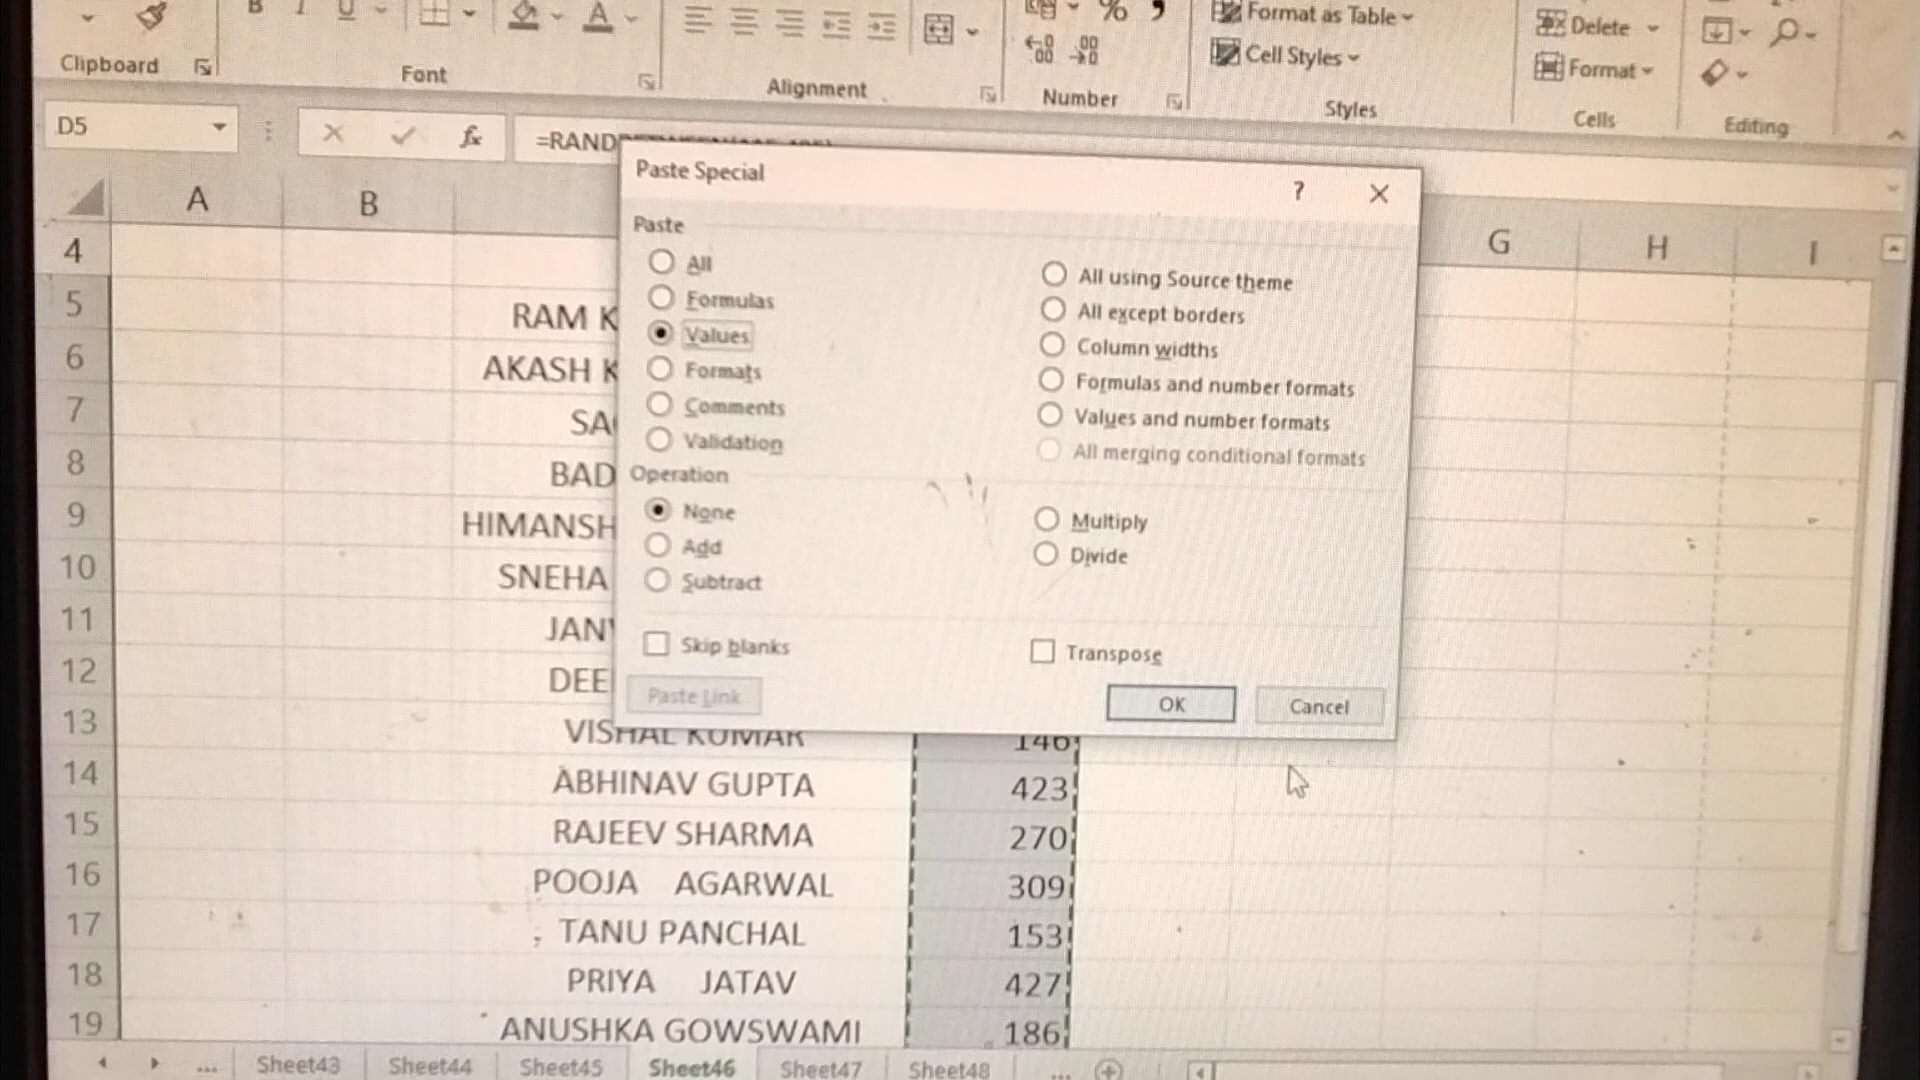 B I U
A
%
Format as Table
Cell Styles
Delete
Format
Clipboard
Font
Alignment
Number
Styles
Cells
Editing
D5
fx
=RAND
Paste Special
?
A B G H I
Paste
All
Formulas
Values
Formats
Comments
Validation
All using Source theme
All except borders
Column widths
Formulas and number formats
Values and number formats
All merging conditional formats
Operation
None
Add
Subtract
Multiply
Divide
Skip blanks
Transpose
Paste Link
OK
Cancel
4
5 RAM K
6 AKASH K
7 SA
8 BAD
9 HIMANSH
10 SNEHA
11 JAN
12 DEE
13 VISHAL KUMAR 146
14 ABHINAV GUPTA 423
15 RAJEEV SHARMA 270
16 POOJA AGARWAL 309
17 TANU PANCHAL 153
18 PRIYA JATAV 427
19 ANUSHKA GOWSWAMI 186
... Sheet43 Sheet44 Sheet45 Sheet46 Sheet47 Sheet48 ...